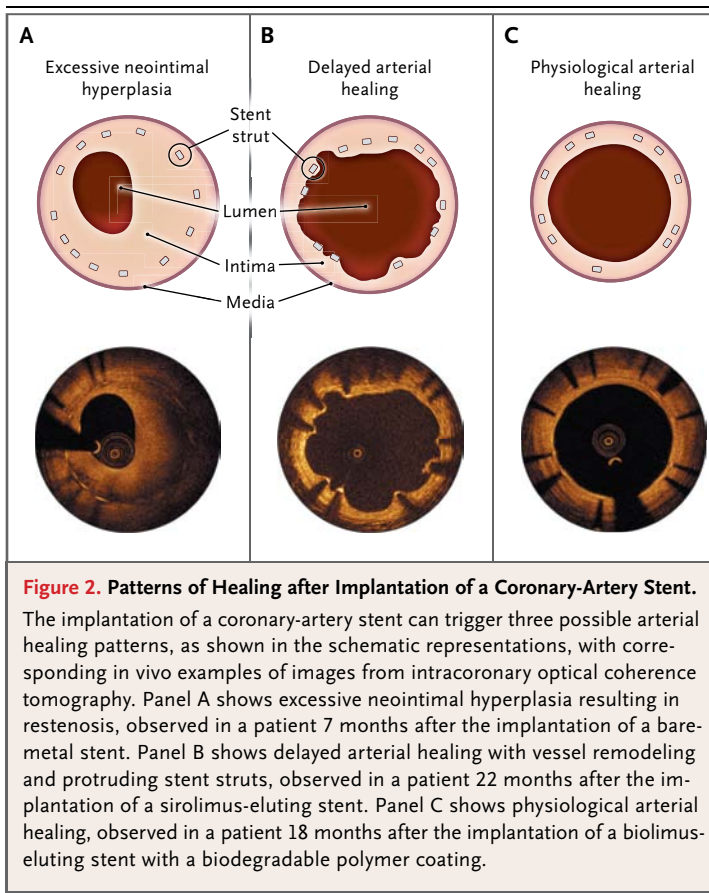 A
Excessive neointimal
hyperplasia
B
Delayed arterial
healing
C
Physiological arterial
healing
Stent
strut
Lumen
Intima
Media
Figure 2. Patterns of Healing after Implantation of a Coronary-Artery Stent.
The implantation of a coronary-artery stent can trigger three possible arterial
healing patterns, as shown in the schematic representations, with corre-
sponding in vivo examples of images from intracoronary optical coherence
tomography. Panel A shows excessive neointimal hyperplasia resulting in
restenosis, observed in a patient 7 months after the implantation of a bare-
metal stent. Panel B shows delayed arterial healing with vessel remodeling
and protruding stent struts, observed in a patient 22 months after the im-
plantation of a sirolimus-eluting stent. Panel C shows physiological arterial
healing, observed in a patient 18 months after the implantation of a biolimus-
eluting stent with a biodegradable polymer coating.